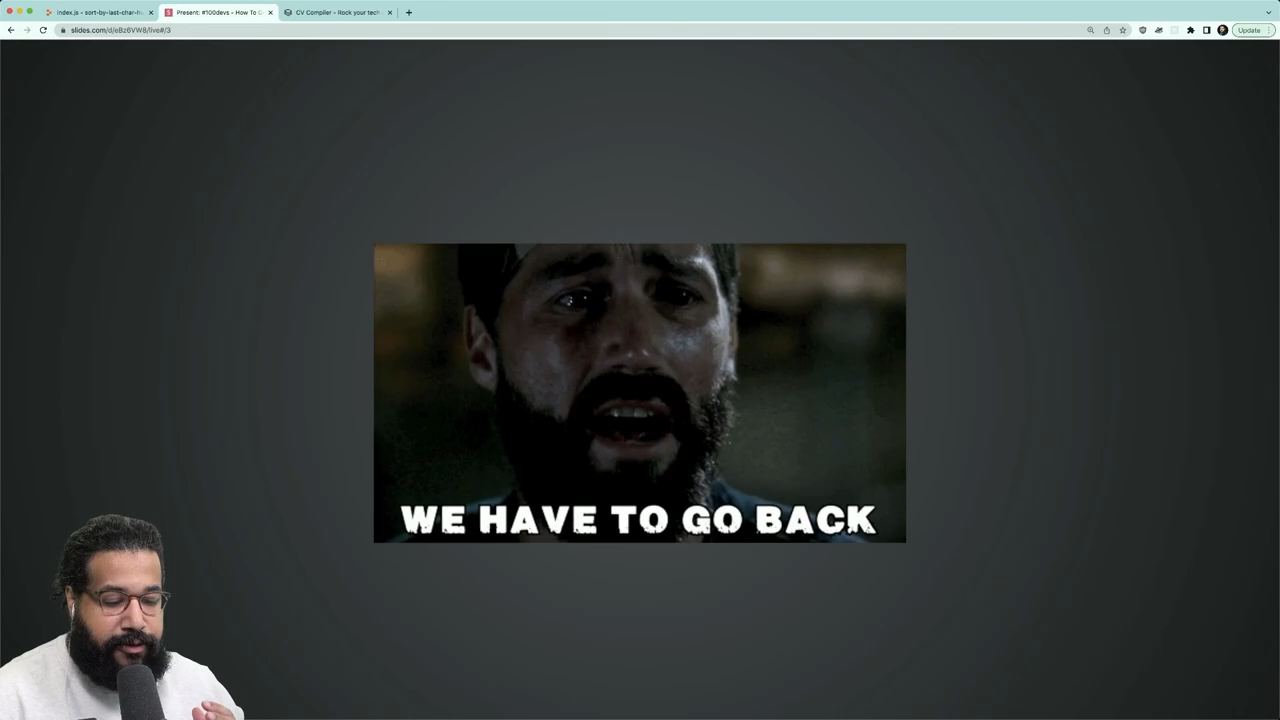 index.js - sort-by-last-char-h
Present: #100devs - How To G
CV Compiler - Rock your tech
slides.com/d/eBz6VW8/live#/3
Update
WE HAVE TO GO BACK